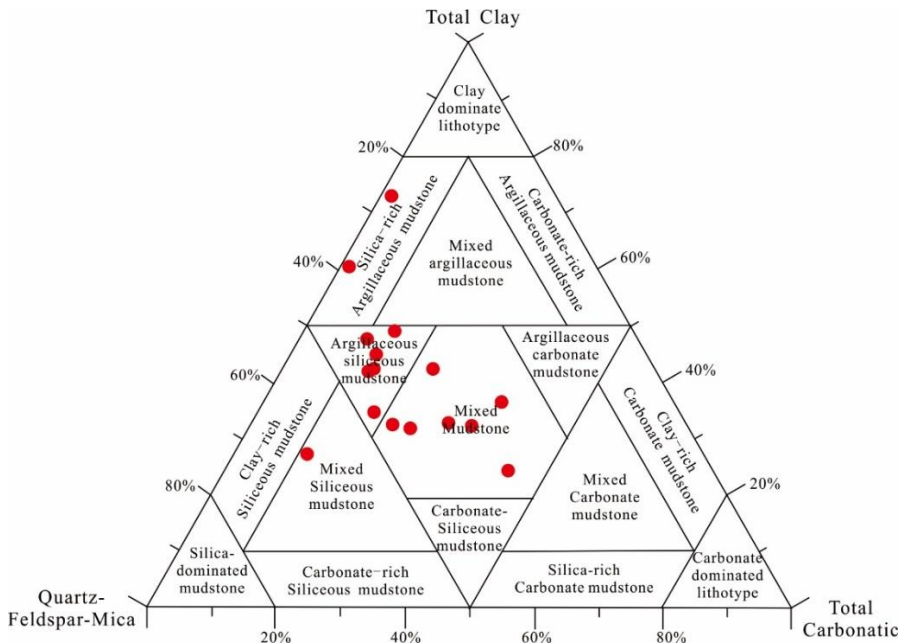 Total Clay
Clay
dominate
lithotype
20%
80%
Silica-rich
Argillaceous mudstone
Carbonate-rich
Argillaceous mudstone
Mixed
argillaceous
mudstone
40%
60%
Argillaceous
siliceous
mudstone
Argillaceous
carbonate
mudstone
60%
40%
Mixed
Mudstone
Clay-rich
Siliceous mudstone
Clay-rich
Carbonate mudstone
Mixed
Siliceous
mudstone
Mixed
Carbonate
mudstone
80%
20%
Carbonate-
Siliceous
mudstone
Silica-
dominated
mudstone
Carbonate-rich
Siliceous mudstone
Silica-rich
Carbonate mudstone
Carbonate
dominated
lithotype
Quartz-
Feldspar-Mica
Total
Carbonatic
20%
40%
60%
80%